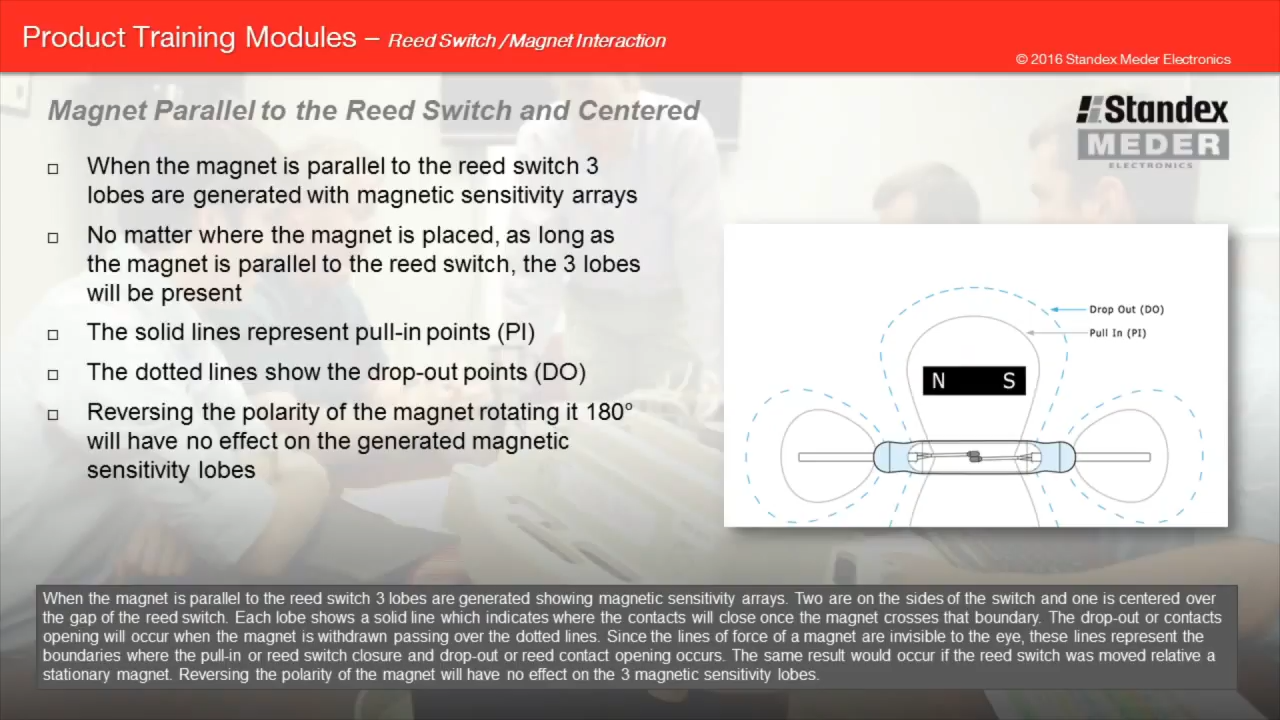 Product Training Modules – Reed Switch / Magnet Interaction
© 2016 Standex Meder Electronics
Magnet Parallel to the Reed Switch and Centered
Standex
MEDER
ELECTRONICS
When the magnet is parallel to the reed switch 3
lobes are generated with magnetic sensitivity arrays
No matter where the magnet is placed, as long as
the magnet is parallel to the reed switch, the 3 lobes
will be present
The solid lines represent pull-in points (PI)
The dotted lines show the drop-out points (DO)
Reversing the polarity of the magnet rotating it 180°
will have no effect on the generated magnetic
sensitivity lobes
Drop Out (DO)
Pull In (PI)
N S
When the magnet is parallel to the reed switch 3 lobes are generated showing magnetic sensitivity arrays. Two are on the sides of the switch and one is centered over
the gap of the reed switch. Each lobe shows a solid line which indicates where the contacts will close once the magnet crosses that boundary. The drop-out or contacts
opening will occur when the magnet is withdrawn passing over the dotted lines. Since the lines of force of a magnet are invisible to the eye, these lines represent the
boundaries where the pull-in or reed switch closure and drop-out or reed contact opening occurs. The same result would occur if the reed switch was moved relative a
stationary magnet. Reversing the polarity of the magnet will have no effect on the 3 magnetic sensitivity lobes.